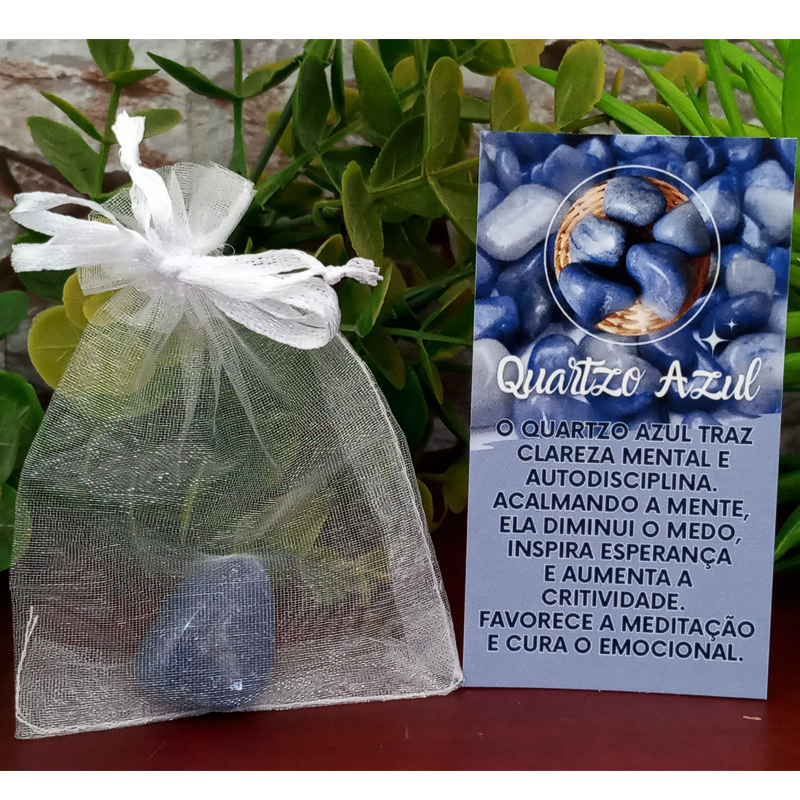 Quartzo Azul
O QUARTZO AZUL TRAZ
CLAREZA MENTAL E
AUTODISCIPLINA.
ACALMANDO A MENTE,
ELA DIMINUI O MEDO,
INSPIRA ESPERANÇA
E AUMENTA A
CRITIVIDADE.
FAVORECE A MEDITAÇÃO
E CURA O EMOCIONAL.